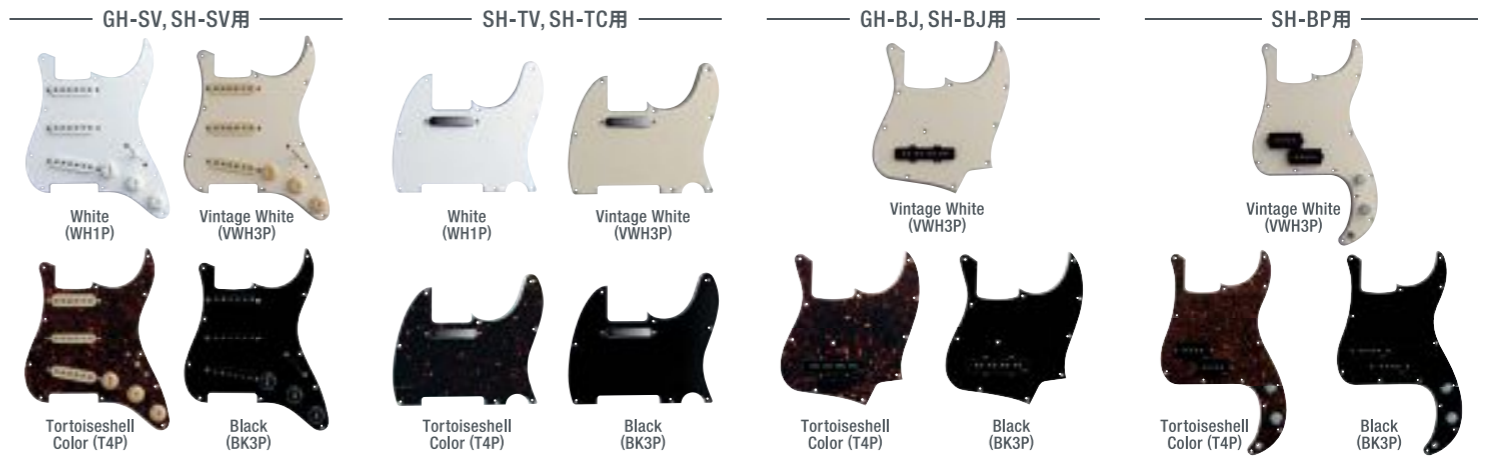 GH-SV, SH-SV用
White
(WH1P)
Vintage White
(VWH3P)
Tortoiseshell
Color (T4P)
Black
(BK3P)
SH-TV, SH-TC用
White
(WH1P)
Vintage White
(VWH3P)
Tortoiseshell
Color (T4P)
Black
(BK3P)
GH-BJ, SH-BJ用
Vintage White
(VWH3P)
Tortoiseshell
Color (T4P)
Black
(BK3P)
SH-BP用
Vintage White
(VWH3P)
Tortoiseshell
Color (T4P)
Black
(BK3P)